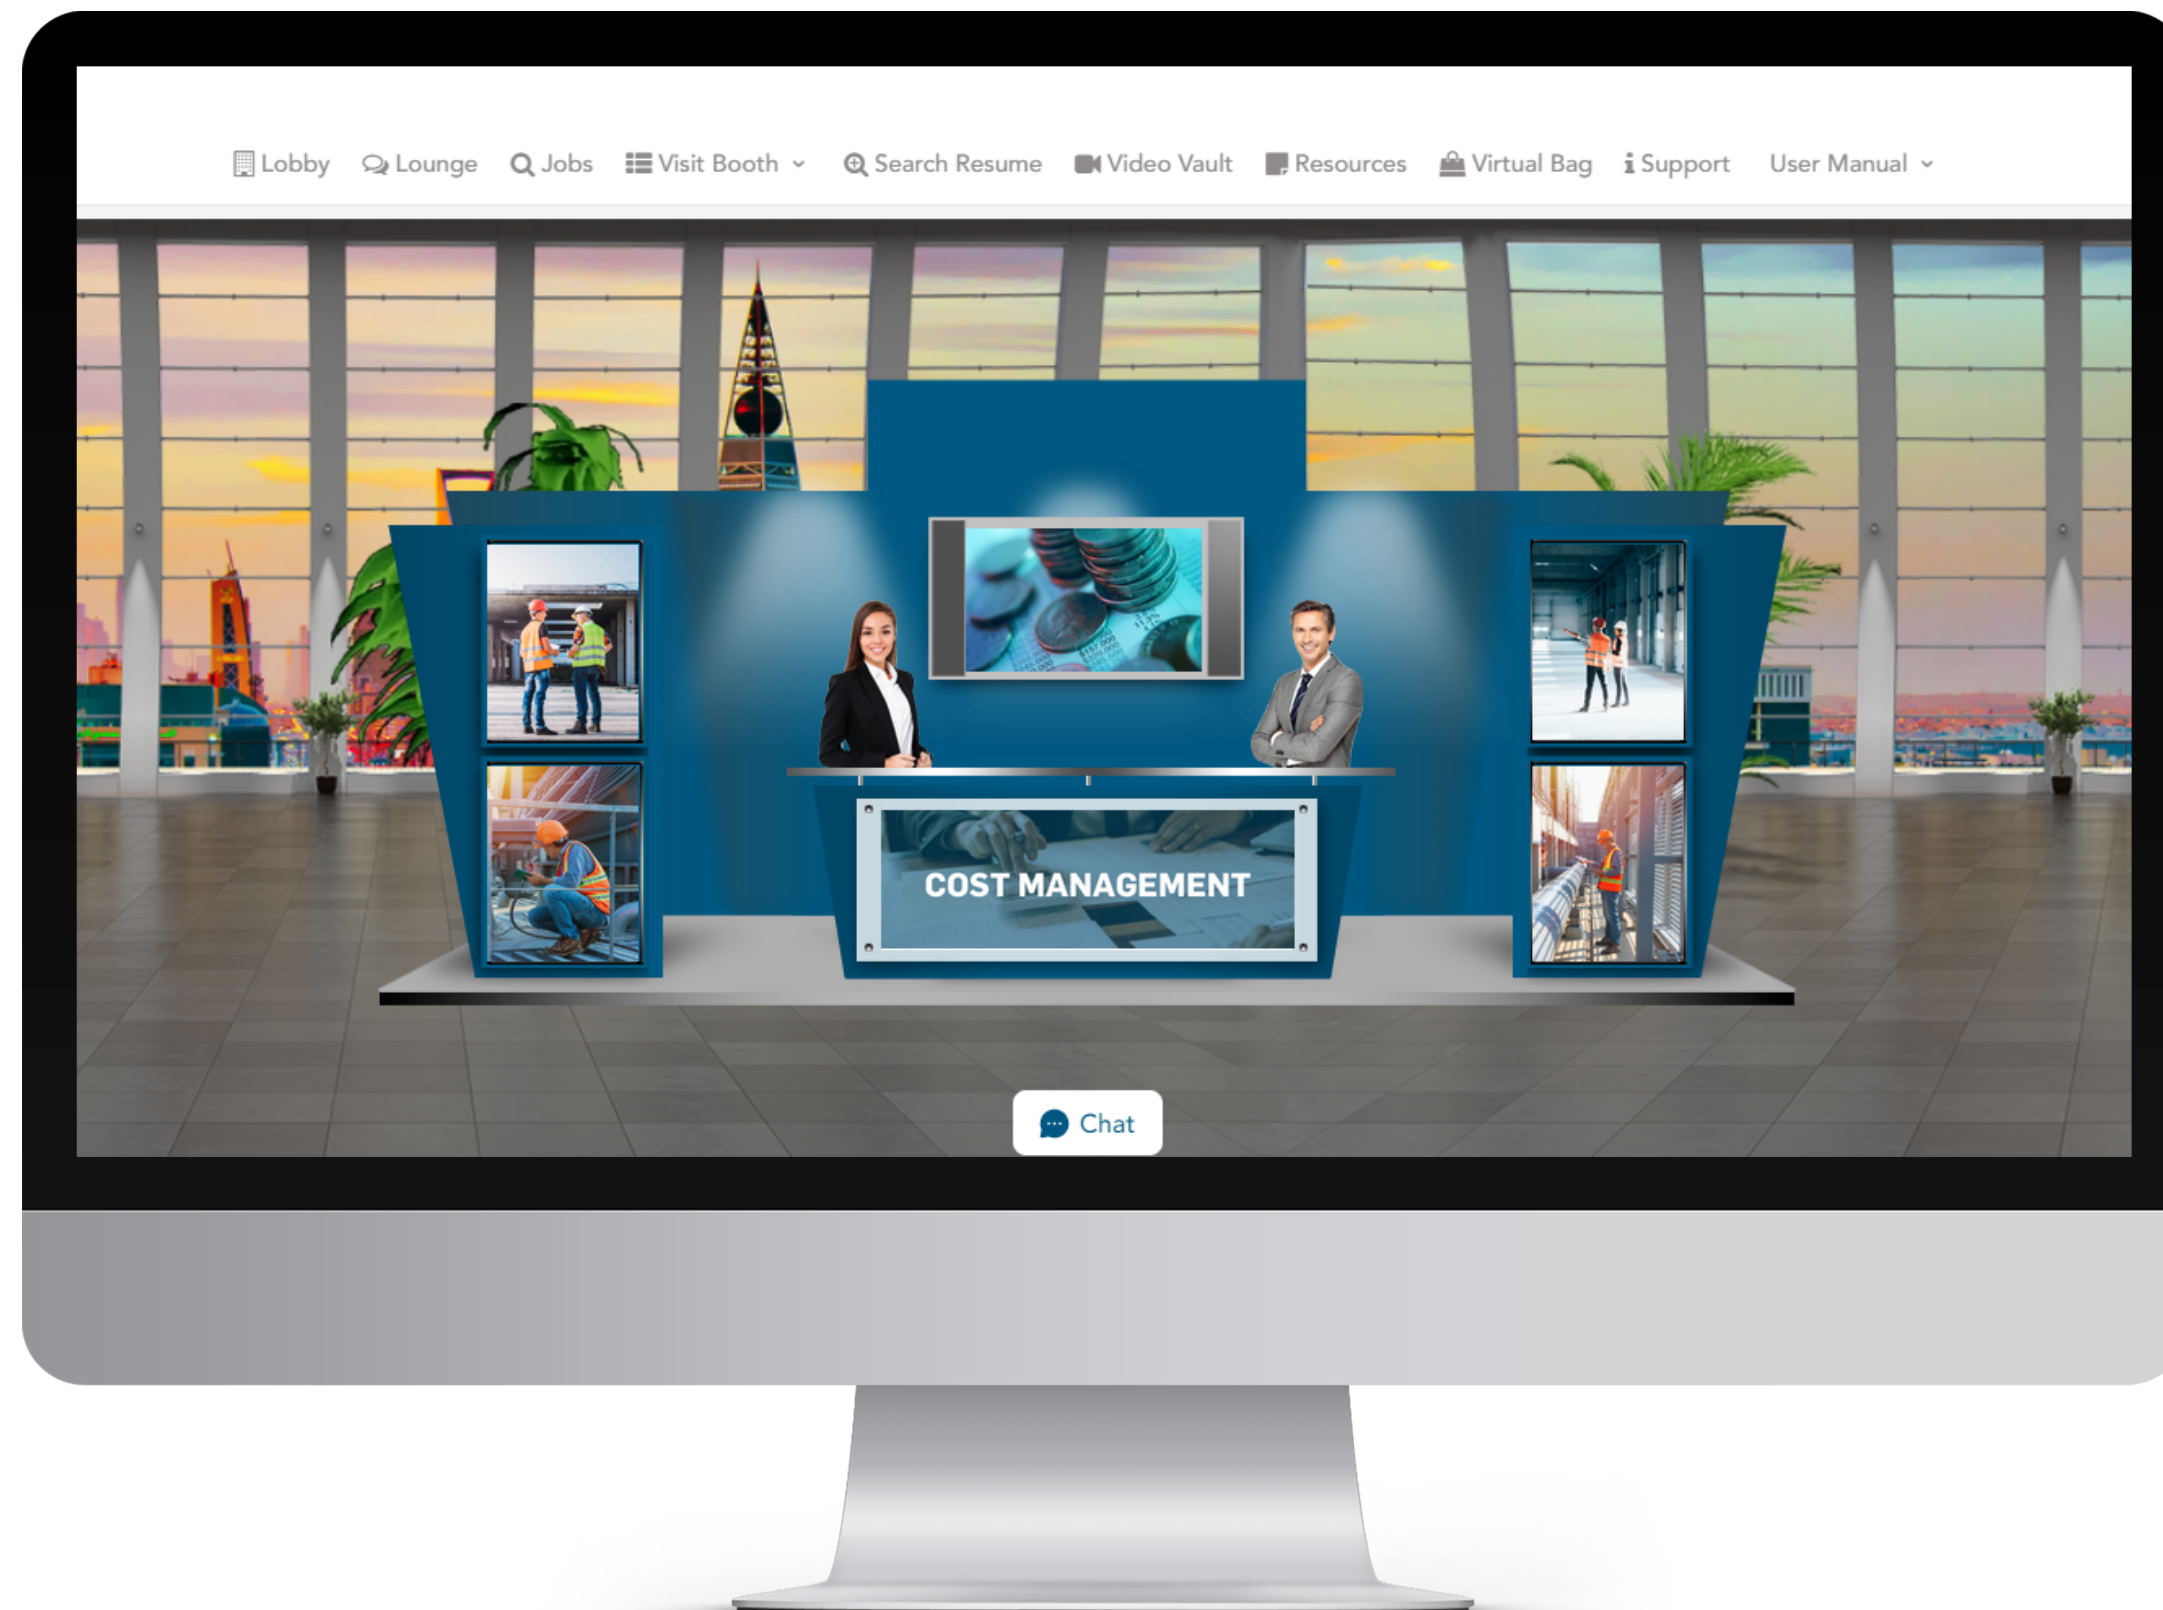 Lobby Lounge Jobs Visit Booth Search Resume Video Vault Resources Virtual Bag Support User Manual
COST MANAGEMENT
Chat